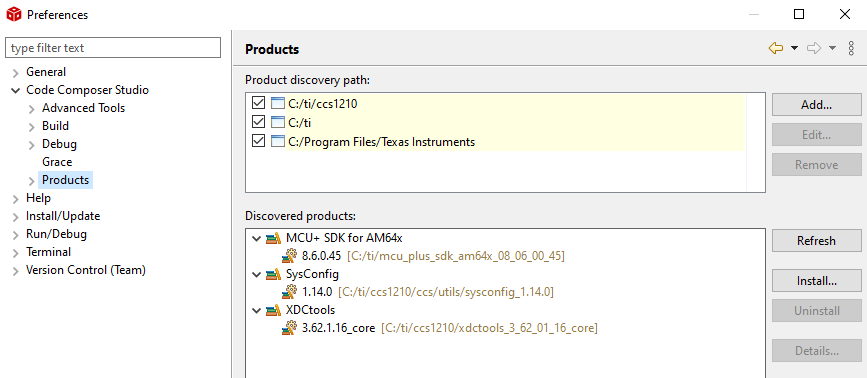 Preferences
type filter text
General
Code Composer Studio
Advanced Tools
Build
Debug
Grace
Products
Help
Install/Update
Run/Debug
Terminal
Version Control (Team)
Products
Product discovery path:
C:/ti/ccs1210
C:/ti
C:/Program Files/Texas Instruments
Add...
Edit...
Remove
Discovered products:
MCU+ SDK for AM64x
8.6.0.45 [C:/ti/mcu_plus_sdk_am64x_08_06_00_45]
SysConfig
1.14.0 [C:/ti/ccs1210/ccs/utils/sysconfig_1.14.0]
XDCtools
3.62.1.16_core [C:/ti/ccs1210/xdctools_3_62_01_16_core]
Refresh
Install...
Uninstall
Details...